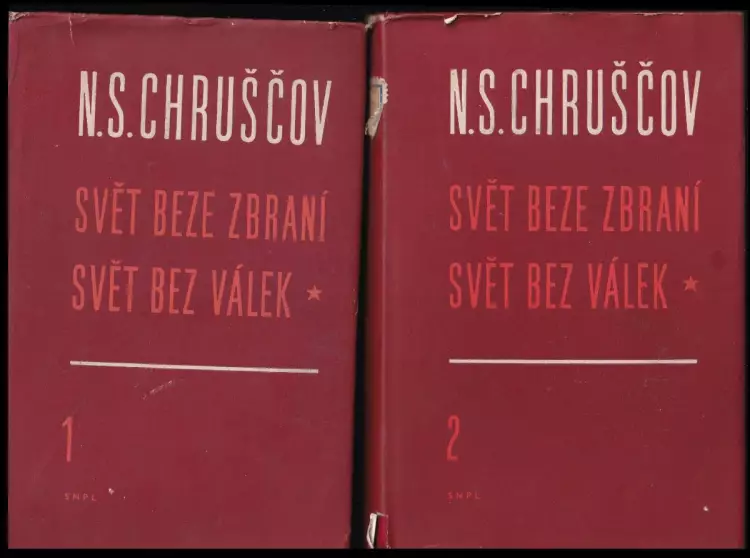 N.S.CHRUŠČOV
SVĚT BEZE ZBRANÍ
SVĚT BEZ VÁLEK ★
1
SNPL
N.S.CHRUŠČOV
SVĚT BEZE ZBRANÍ
SVĚT BEZ VÁLEK ★
2
SNPL